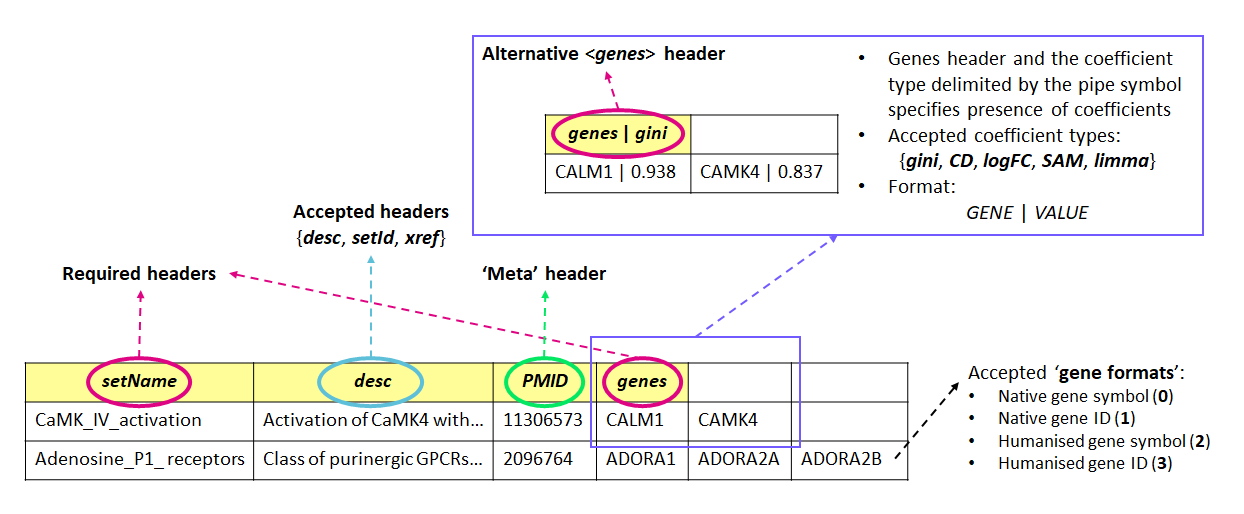 Alternative <genes> header
genes | gini
CALM1 | 0.938 CAMK4 | 0.837
• Genes header and the coefficient
type delimited by the pipe symbol
specifies presence of coefficients
• Accepted coefficient types:
{gini, CD, logFC, SAM, limma}
• Format:
GENE | VALUE
Accepted headers
{desc, setId, xref}
Required headers
‘Meta’ header
setName desc PMID genes
CaMK_IV_activation Activation of CaMK4 with... 11306573 CALM1 CAMK4
Adenosine_P1_ receptors Class of purinergic GPCRs... 2096764 ADORA1 ADORA2A ADORA2B
Accepted ‘gene formats’:
• Native gene symbol (0)
• Native gene ID (1)
• Humanised gene symbol (2)
• Humanised gene ID (3)